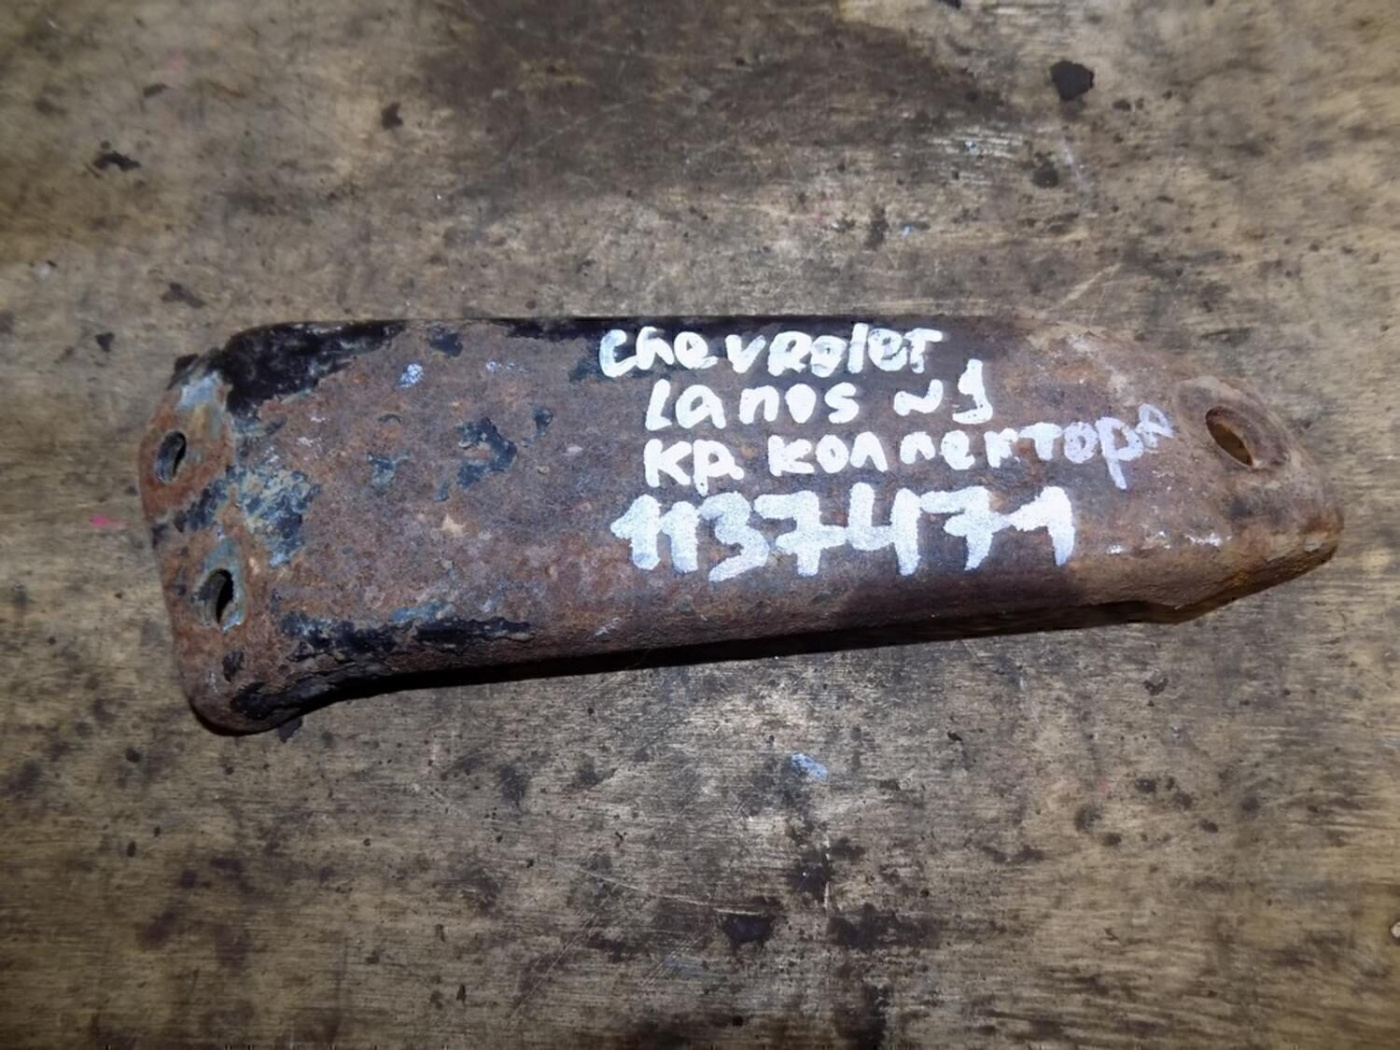 Chevrolet
Lanos №1
кр. коллектора
1137471